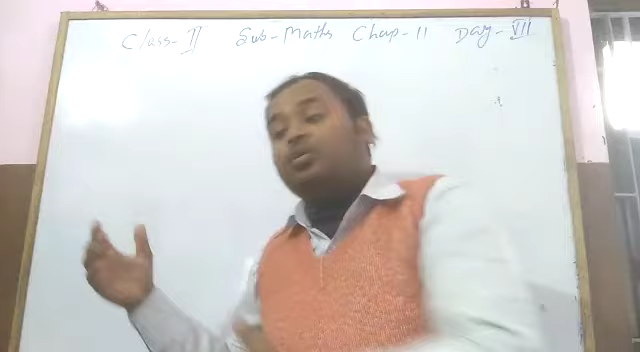 Class- II Sub- Maths Chap- 11 Day- VII